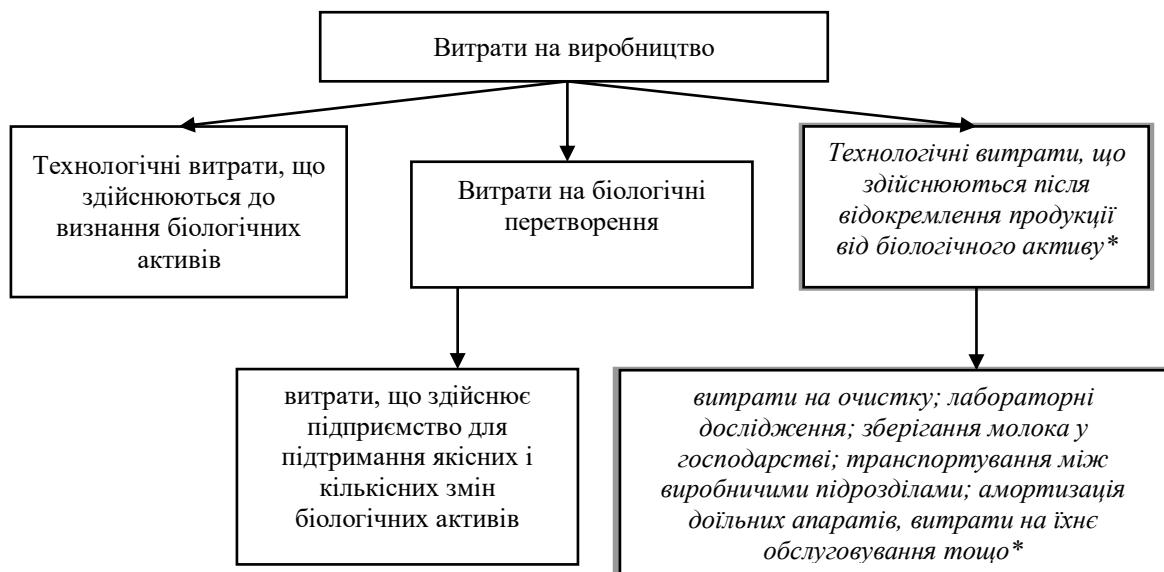 Витрати на виробництво
Технологічні витрати, що
здійснюються до
визнання біологічних
активів
Витрати на біологічні
перетворення
Технологічні витрати, що
здійснюються після
відокремлення продукції
від біологічного активу*
витрати, що здійснює
підприємство для
підтримання якісних і
кількісних змін
біологічних активів
витрати на очистку; лабораторні
дослідження; зберігання молока у
господарстві; транспортування між
виробничими підрозділами; амортизація
доїльних апаратів, витрати на їхнє
обслуговування тощо*